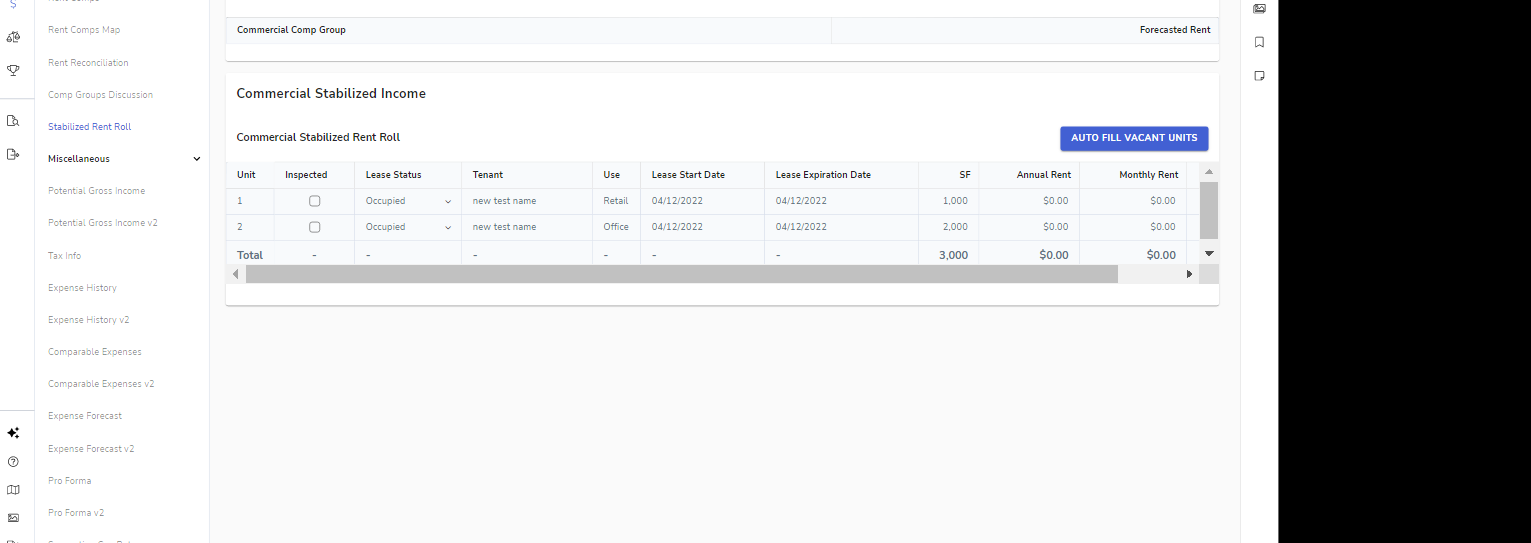 $
Rent Comps
Rent Comps Map
Rent Reconciliation
Comp Groups Discussion
Stabilized Rent Roll
Miscellaneous
Potential Gross Income
Potential Gross Income v2
Tax Info
Expense History
Expense History v2
Comparable Expenses
Comparable Expenses v2
Expense Forecast
Expense Forecast v2
Pro Forma
Pro Forma v2
Commercial Comp Group Forecasted Rent
Commercial Stabilized Income
Commercial Stabilized Rent Roll AUTO FILL VACANT UNITS
Unit Inspected Lease Status Tenant Use Lease Start Date Lease Expiration Date SF Annual Rent Monthly Rent
1 Occupied new test name Retail 04/12/2022 04/12/2022 1,000 $0.00 $0.00
2 Occupied new test name Office 04/12/2022 04/12/2022 2,000 $0.00 $0.00
Total - - - - - - 3,000 $0.00 $0.00